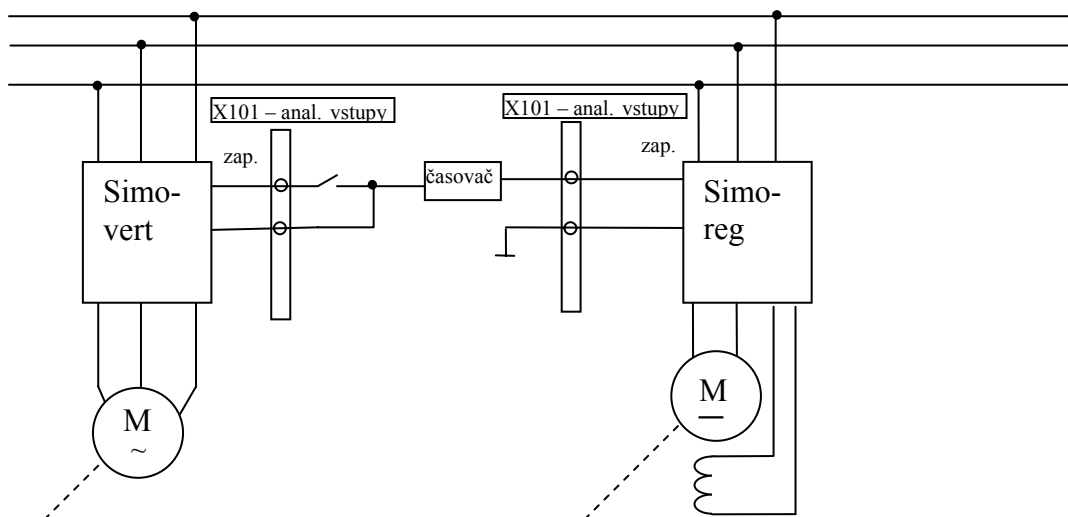 X101 – anal. vstupy
X101 – anal. vstupy
zap.
zap.
Simo-
vert
časovač
Simo-
reg
M
~
M